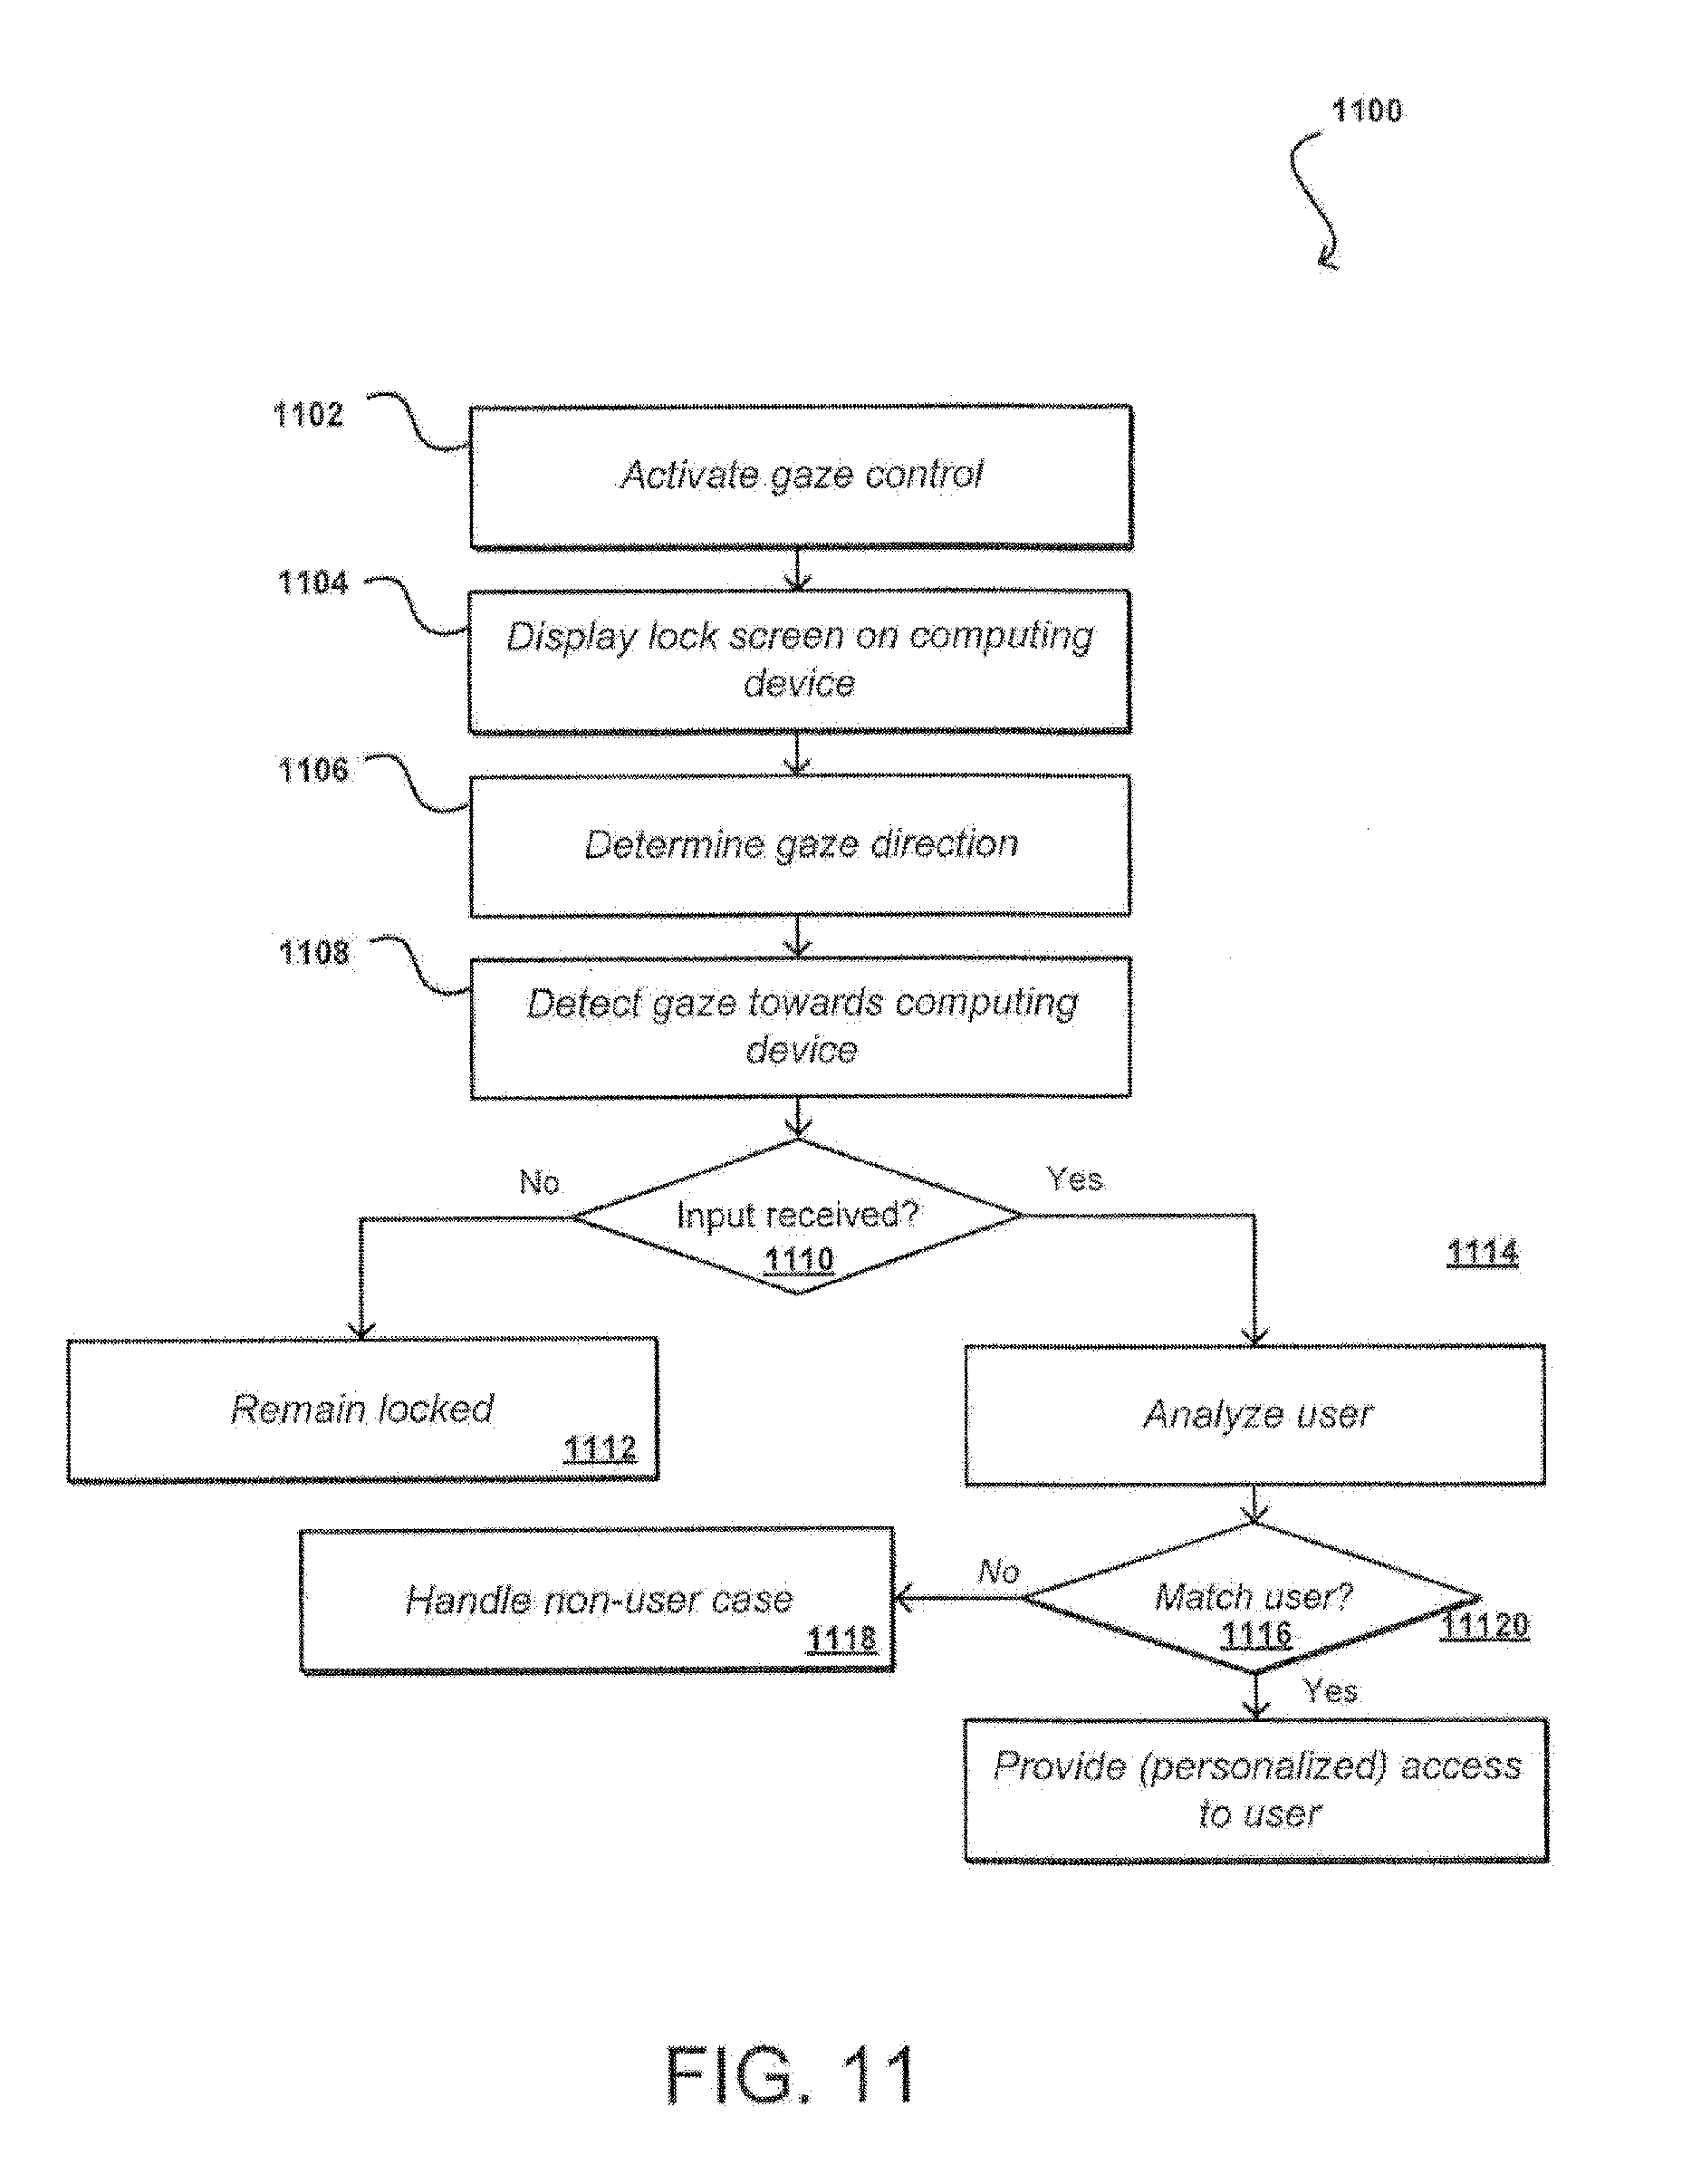 1100
1102
Activate gaze control
1104
Display lock screen on computing
device
1106
Determine gaze direction
1108
Detect gaze towards computing
device
No
Yes
Input received?
1110
1114
Remain locked
1112
Analyze user
Handle non-user case
1118
No
Match user?
1116
11120
Yes
Provide (personalized) access
to user
FIG. 11